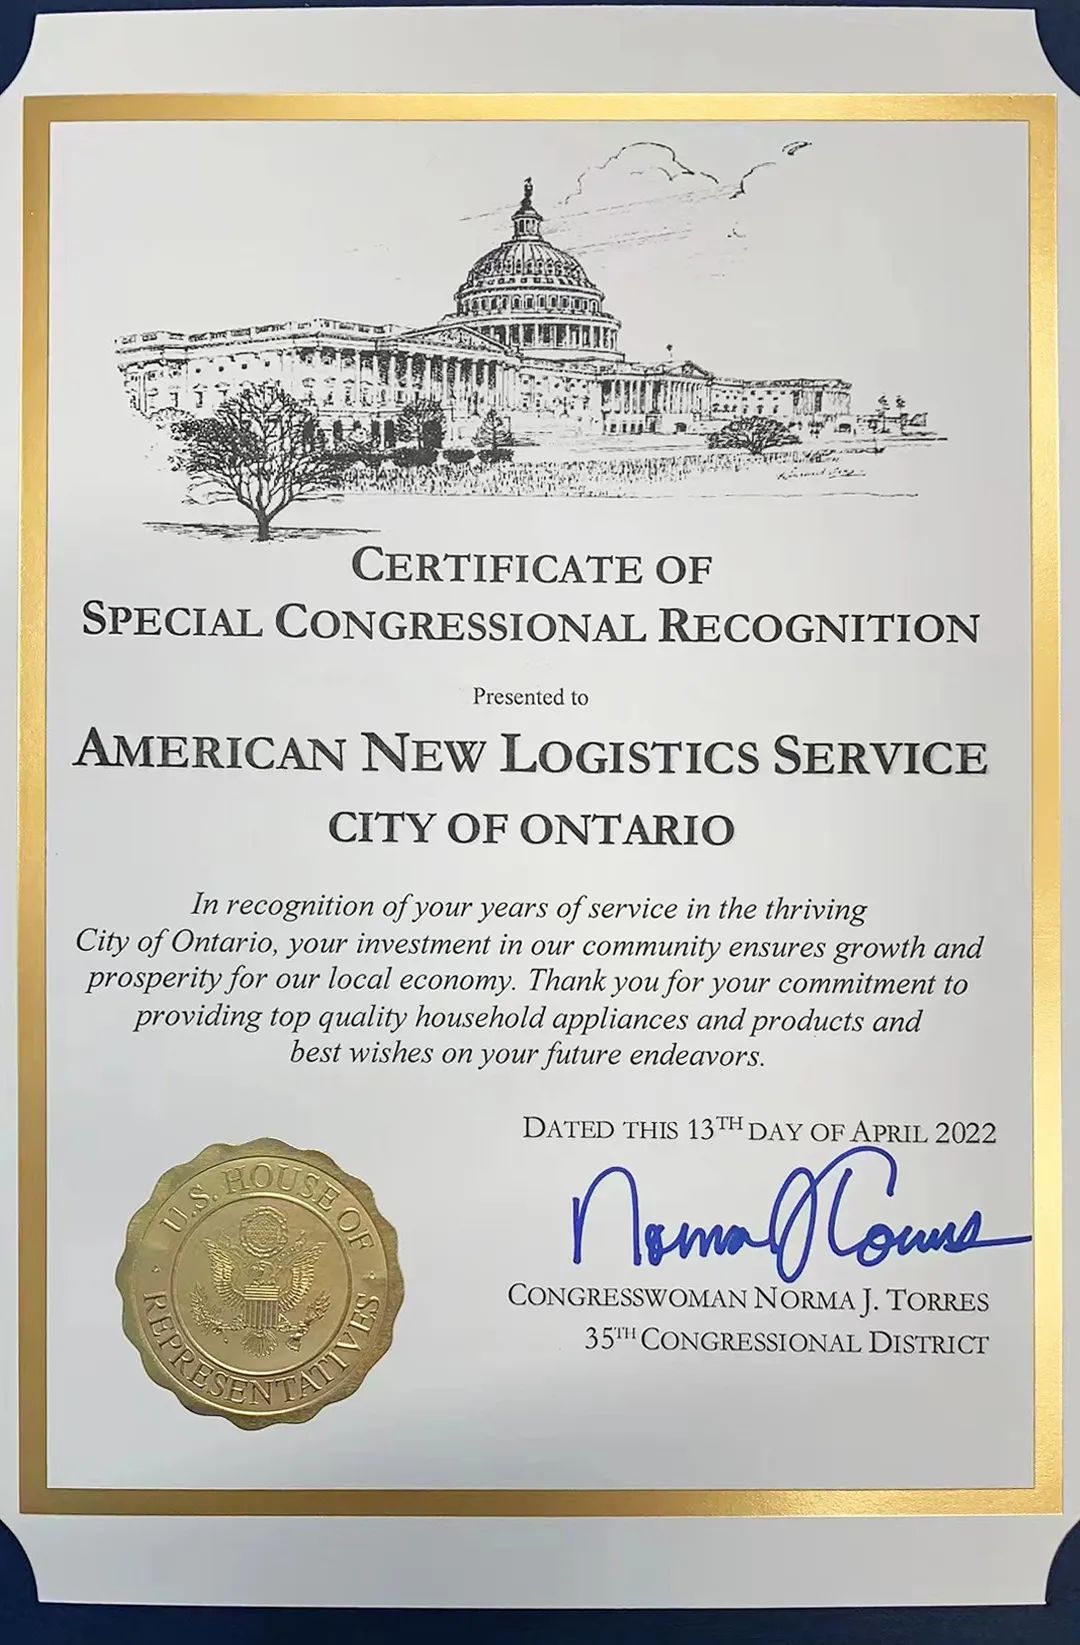 CERTIFICATE OF
SPECIAL CONGRESSIONAL RECOGNITION
Presented to
AMERICAN NEW LOGISTICS SERVICE
CITY OF ONTARIO
In recognition of your years of service in the thriving
City of Ontario, your investment in our community ensures growth and
prosperity for our local economy. Thank you for your commitment to
providing top quality household appliances and products and
best wishes on your future endeavors.
DATED THIS 13TH DAY OF APRIL 2022
Norma J Torres
CONGRESSWOMAN NORMA J. TORRES
35TH CONGRESSIONAL DISTRICT
U.S. HOUSE OF
REPRESENTATIVES